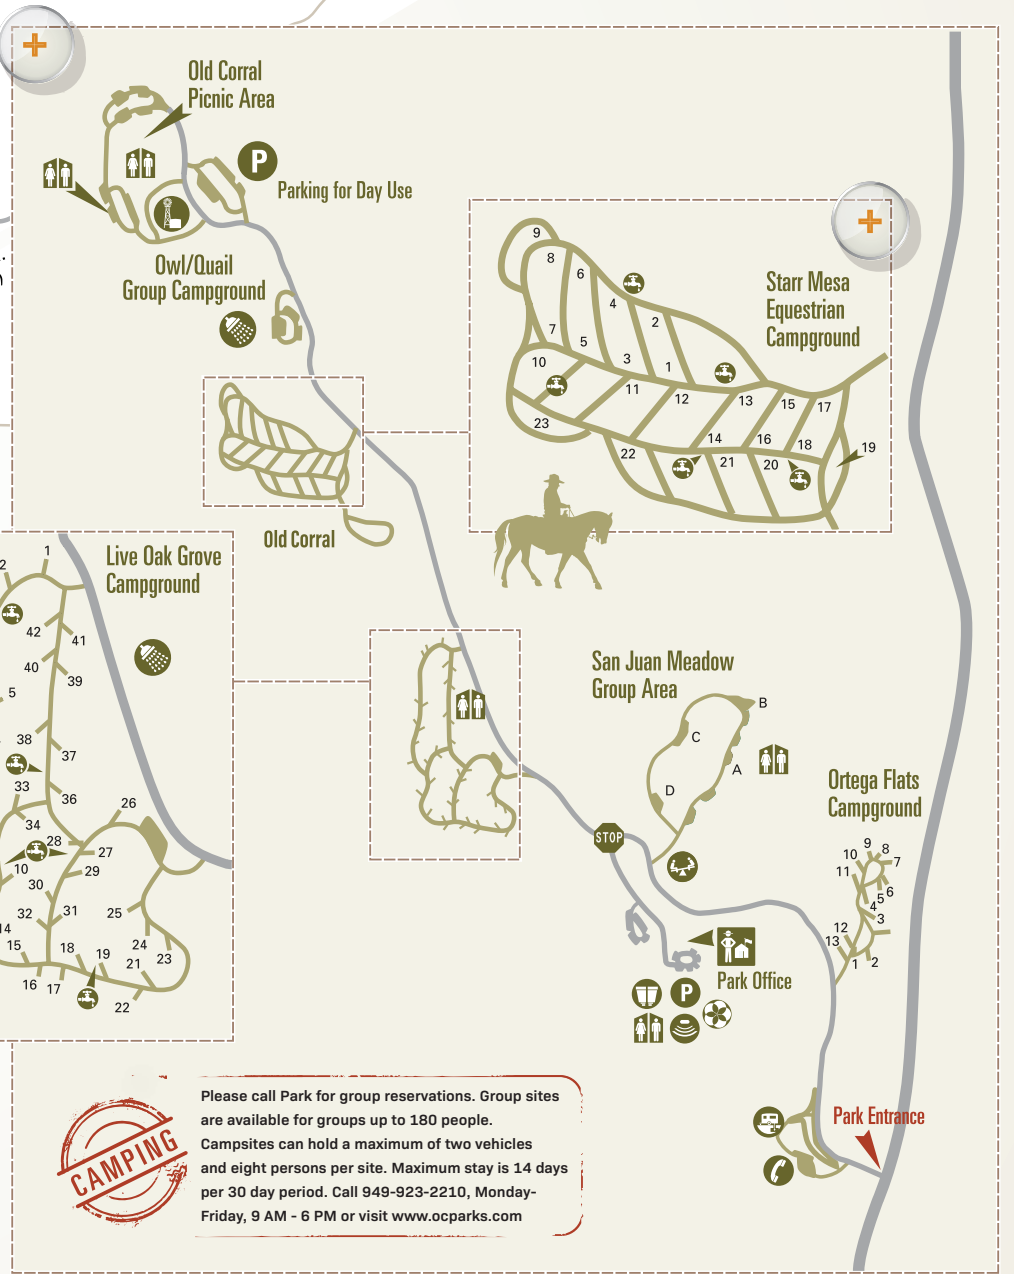 Old Corral
Picnic Area
P
Parking for Day Use
Owl/Quail
Group Campground
Starr Mesa
Equestrian
Campground
9
8
6
4
2
7
5
3
1
10
11
12
13
15
17
23
14
16
18
19
22
21
20
Old Corral
Live Oak Grove
Campground
1
2
42
41
40
39
5
38
37
33
36
34
26
28
27
10
29
30
32
31
25
14
15
18
19
24
21
23
16
17
22
San Juan Meadow
Group Area
B
C
A
D
STOP
Ortega Flats
Campground
9
8
10
7
11
6
5
4
3
12
13
1
2
Park Office
P
Park Entrance
CAMPING
Please call Park for group reservations. Group sites
are available for groups up to 180 people.
Campsites can hold a maximum of two vehicles
and eight persons per site. Maximum stay is 14 days
per 30 day period. Call 949-923-2210, Monday-
Friday, 9 AM - 6 PM or visit www.ocparks.com